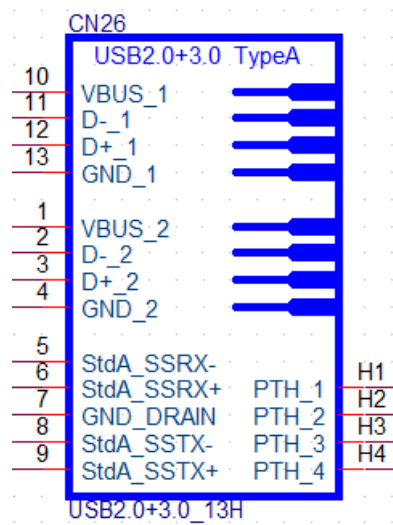 CN26
USB2.0+3.0 TypeA
10 VBUS_1
11 D-_1
12 D+_1
13 GND_1
1 VBUS_2
2 D-_2
3 D+_2
4 GND_2
5 StdA_SSRX-
6 StdA_SSRX+ PTH_1 H1
7 GND_DRAIN PTH_2 H2
8 StdA_SSTX- PTH_3 H3
9 StdA_SSTX+ PTH_4 H4
USB2.0+3.0_13H